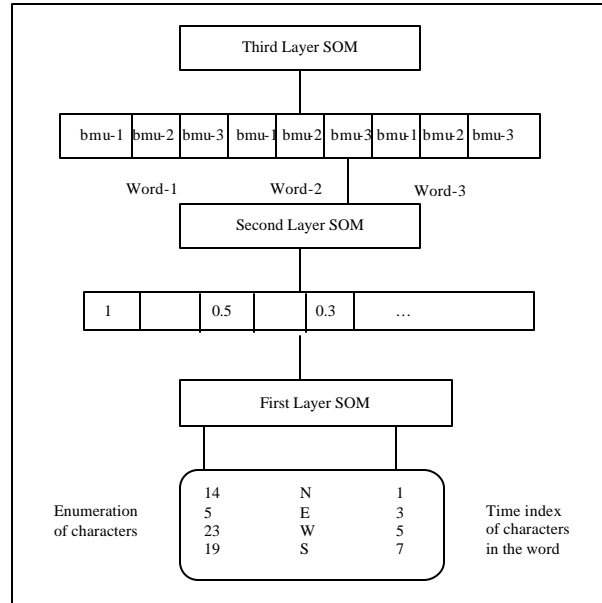 Third Layer SOM
bmu-1 bmu-2 bmu-3 bmu-1 bmu-2 bmu-3 bmu-1 bmu-2 bmu-3
Word-1 Word-2 Word-3
Second Layer SOM
1 0.5 0.3 …
First Layer SOM
Enumeration
of characters
14 N 1
5 E 3
23 W 5
19 S 7
Time index
of characters
in the word